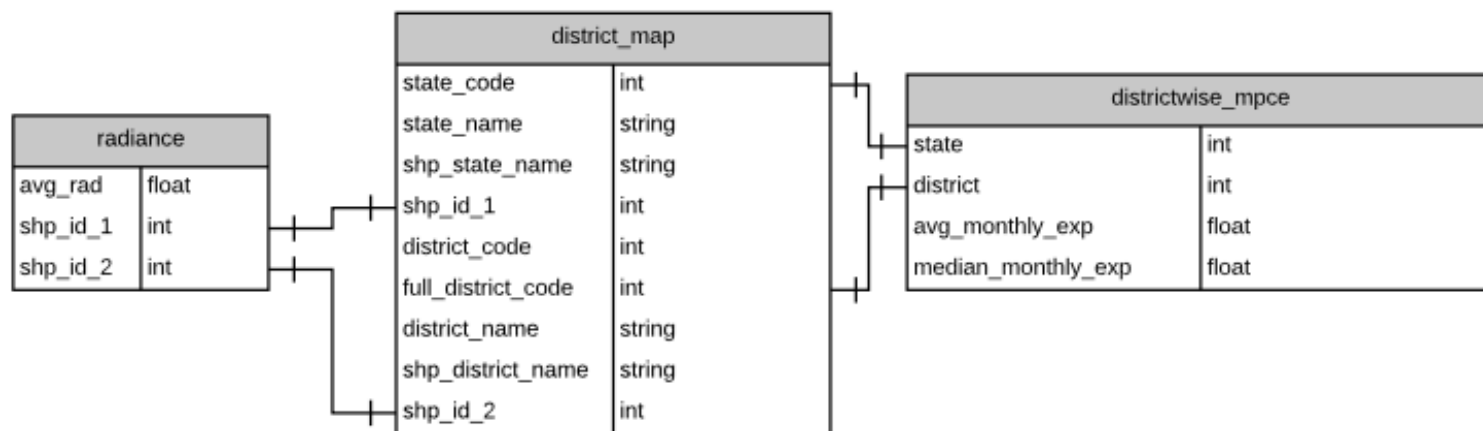 radiance
avg_rad float
shp_id_1 int
shp_id_2 int
district_map
state_code int
state_name string
shp_state_name string
shp_id_1 int
district_code int
full_district_code int
district_name string
shp_district_name string
shp_id_2 int
districtwise_mpce
state int
district int
avg_monthly_exp float
median_monthly_exp float